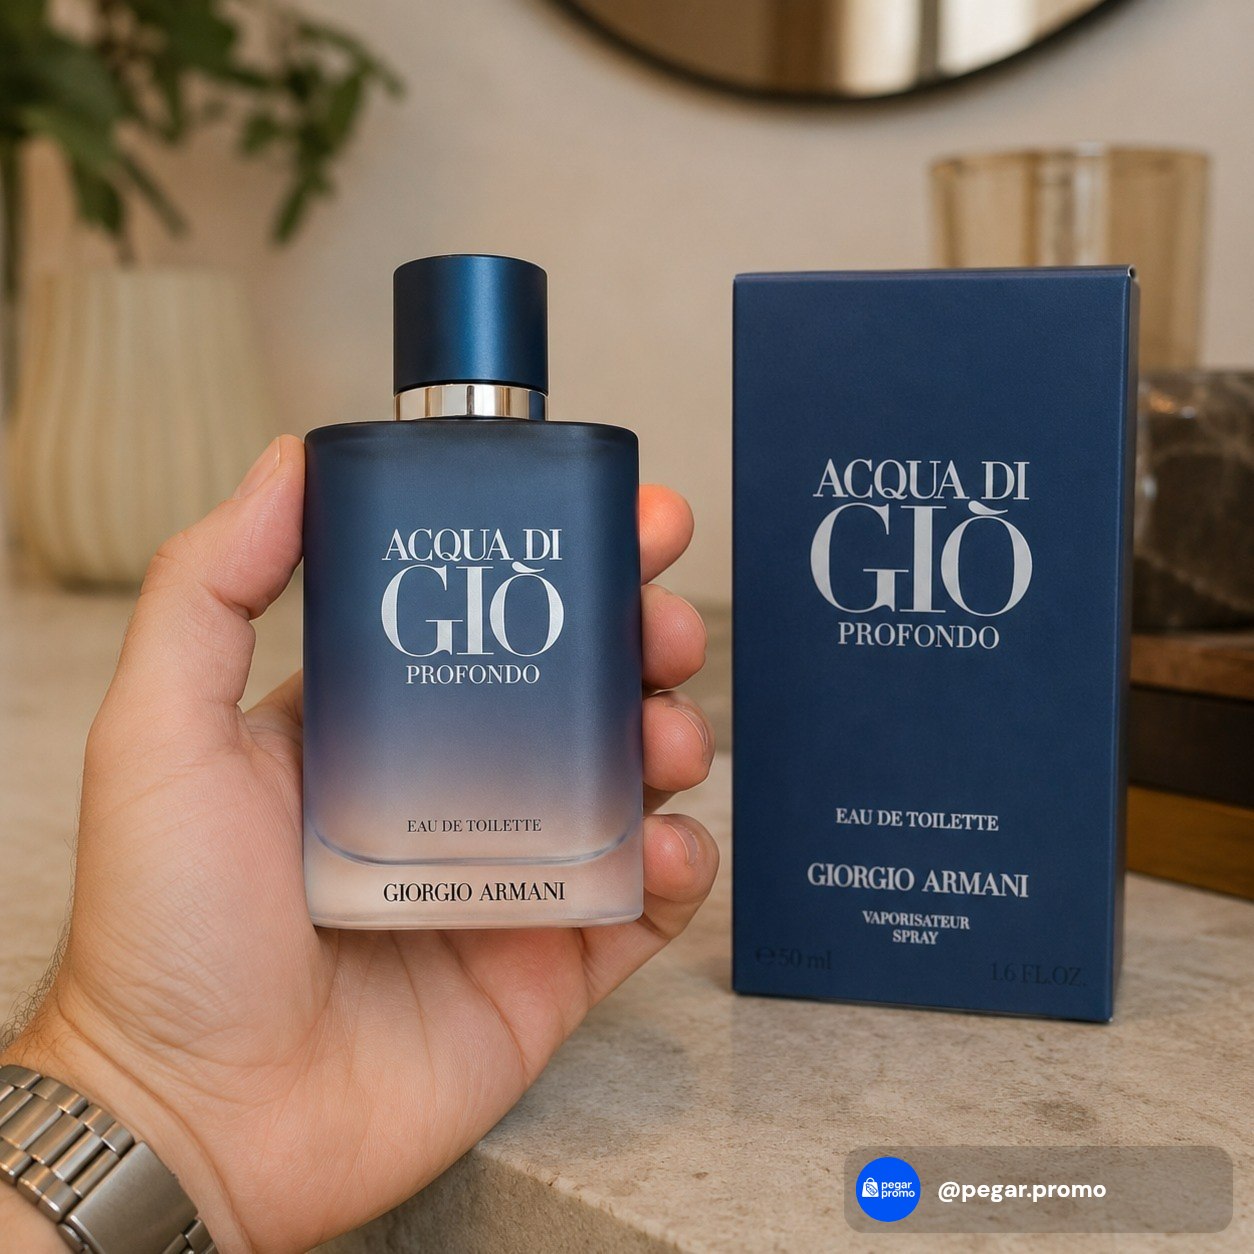 ACQUA DI
GIÒ
PROFONDO
EAU DE TOILETTE
GIORGIO ARMANI
ACQUA DI
GIÒ
PROFONDO
EAU DE TOILETTE
GIORGIO ARMANI
VAPORISATEUR
SPRAY
℮50 ml
1.6 FL.OZ.
pegar
promo
@pegar.promo